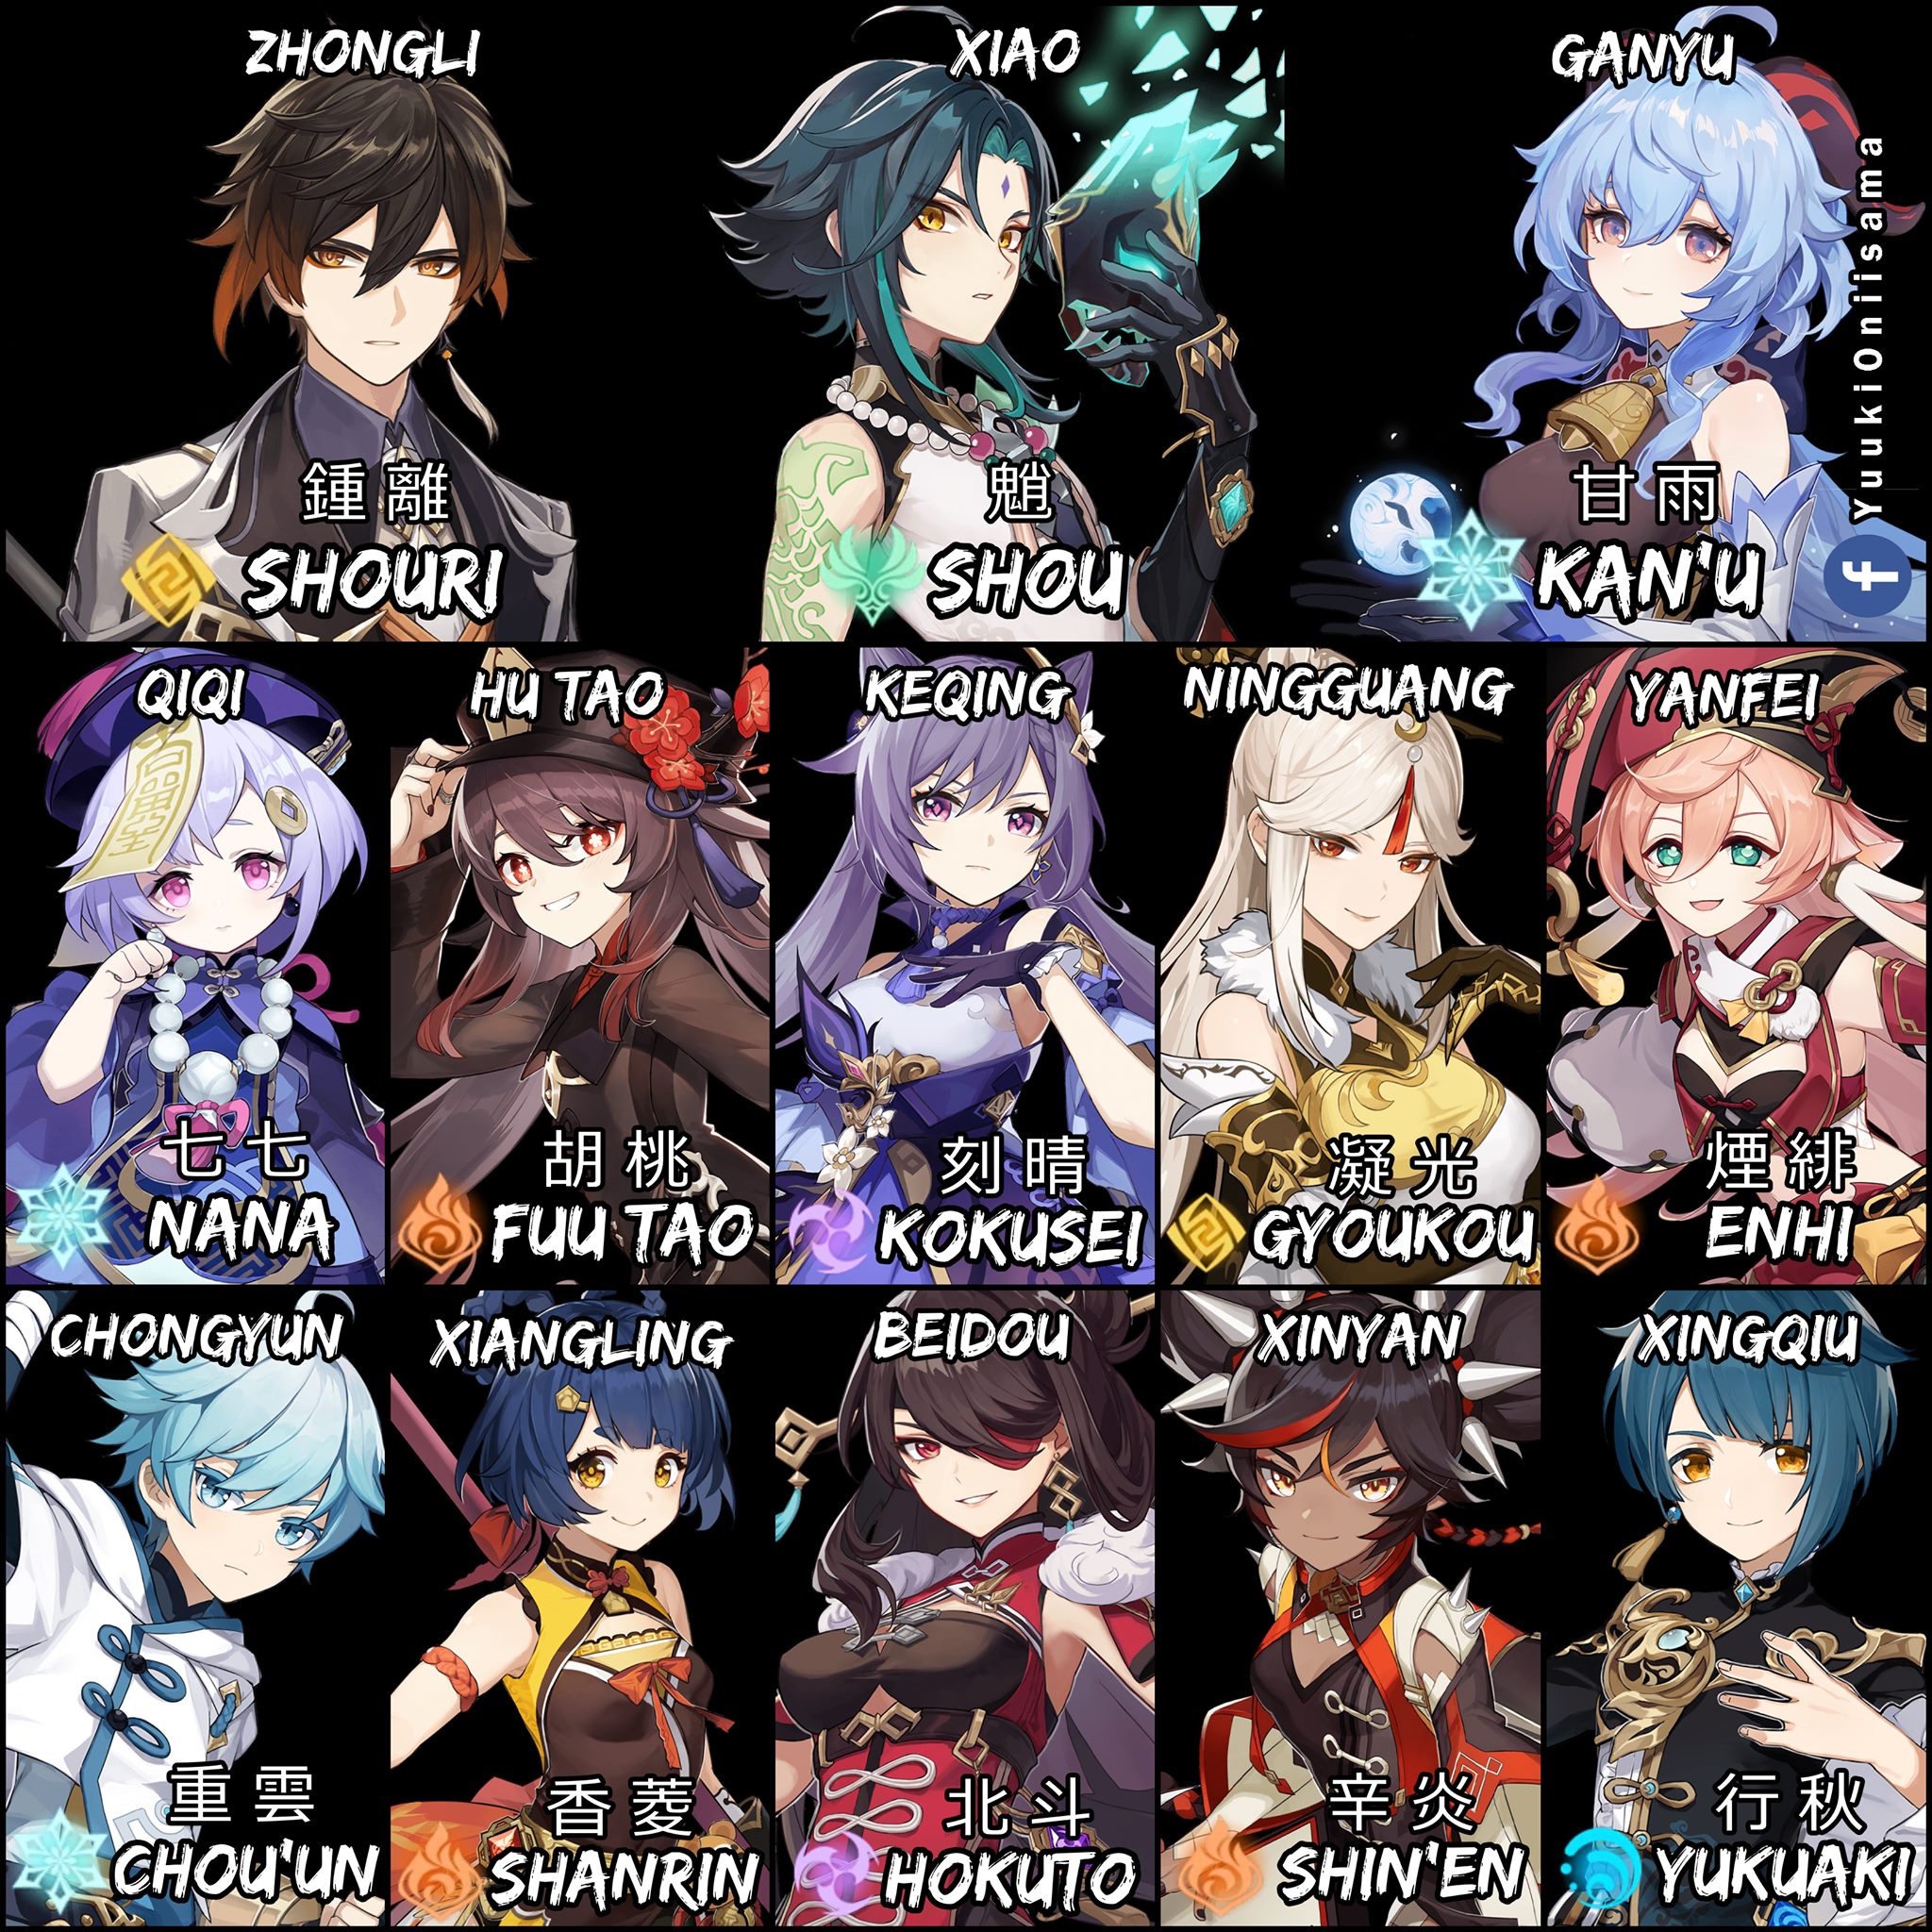 ZHONGLI
鍾離
SHOURI
XIAO
魈
SHOU
GANYU
甘雨
KAN'U
YuukiOniisama
f
QIQI
七七
NANA
HU TAO
胡桃
FUU TAO
KEQING
刻晴
KOKUSEI
NINGGUANG
凝光
GYOUKOU
YANFEI
煙緋
ENHI
CHONGYUN
重雲
CHOU'UN
XIANGLING
香菱
SHANRIN
BEIDOU
北斗
HOKUTO
XINYAN
辛炎
SHIN'EN
XINGQIU
行秋
YUKUAKI